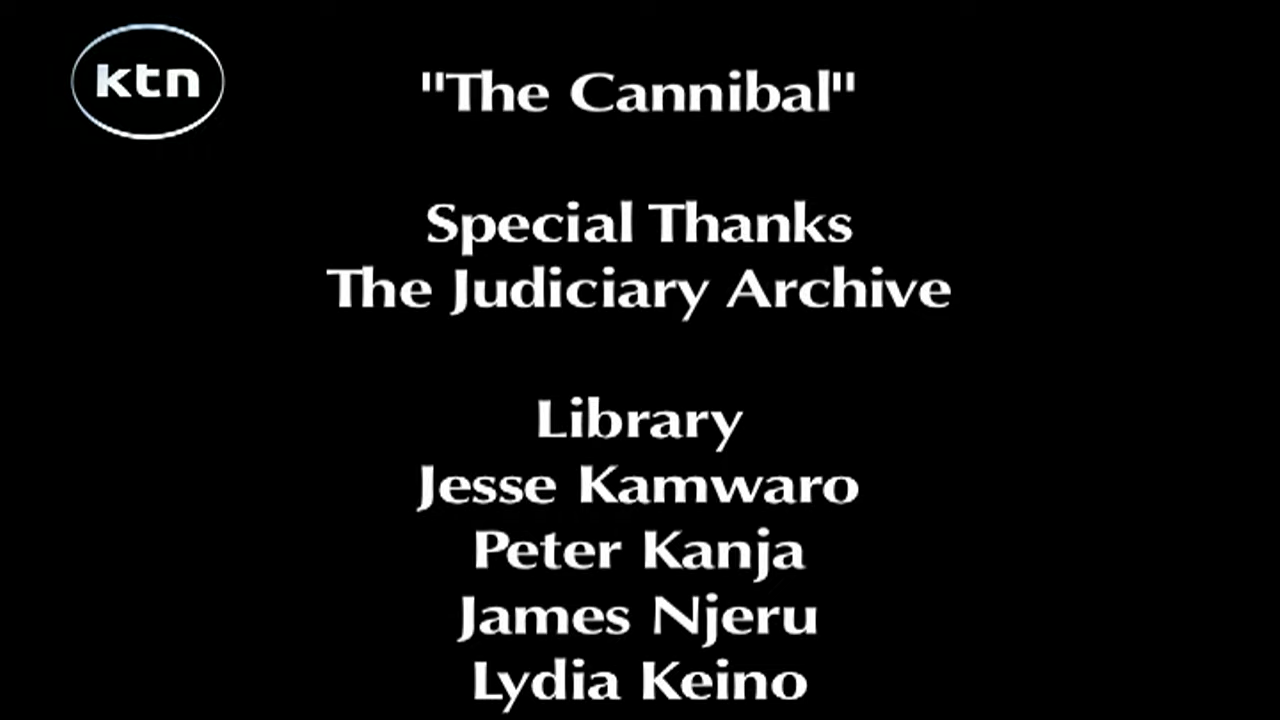 ktn
"The Cannibal"
Special Thanks
The Judiciary Archive
Library
Jesse Kamwaro
Peter Kanja
James Njeru
Lydia Keino